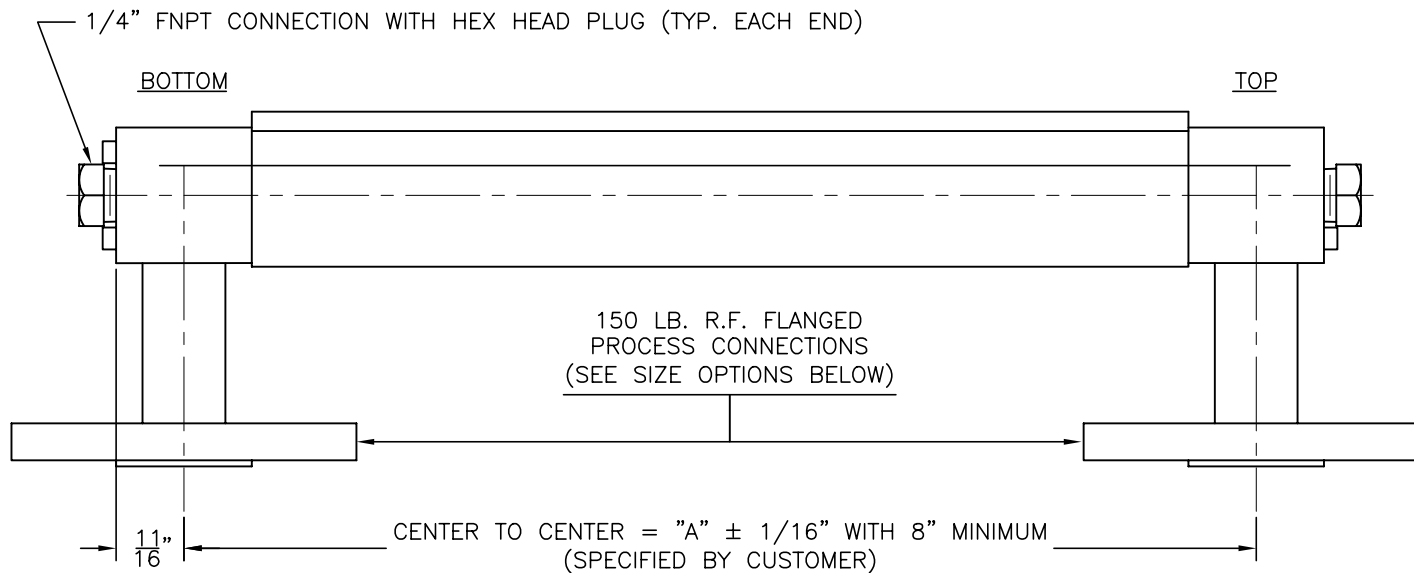 1/4” FNPT CONNECTION WITH HEX HEAD PLUG (TYP. EACH END)
BOTTOM
TOP
150 LB. R.F. FLANGED
PROCESS CONNECTIONS
(SEE SIZE OPTIONS BELOW)
11/16”
CENTER TO CENTER = ”A” ± 1/16” WITH 8” MINIMUM
(SPECIFIED BY CUSTOMER)